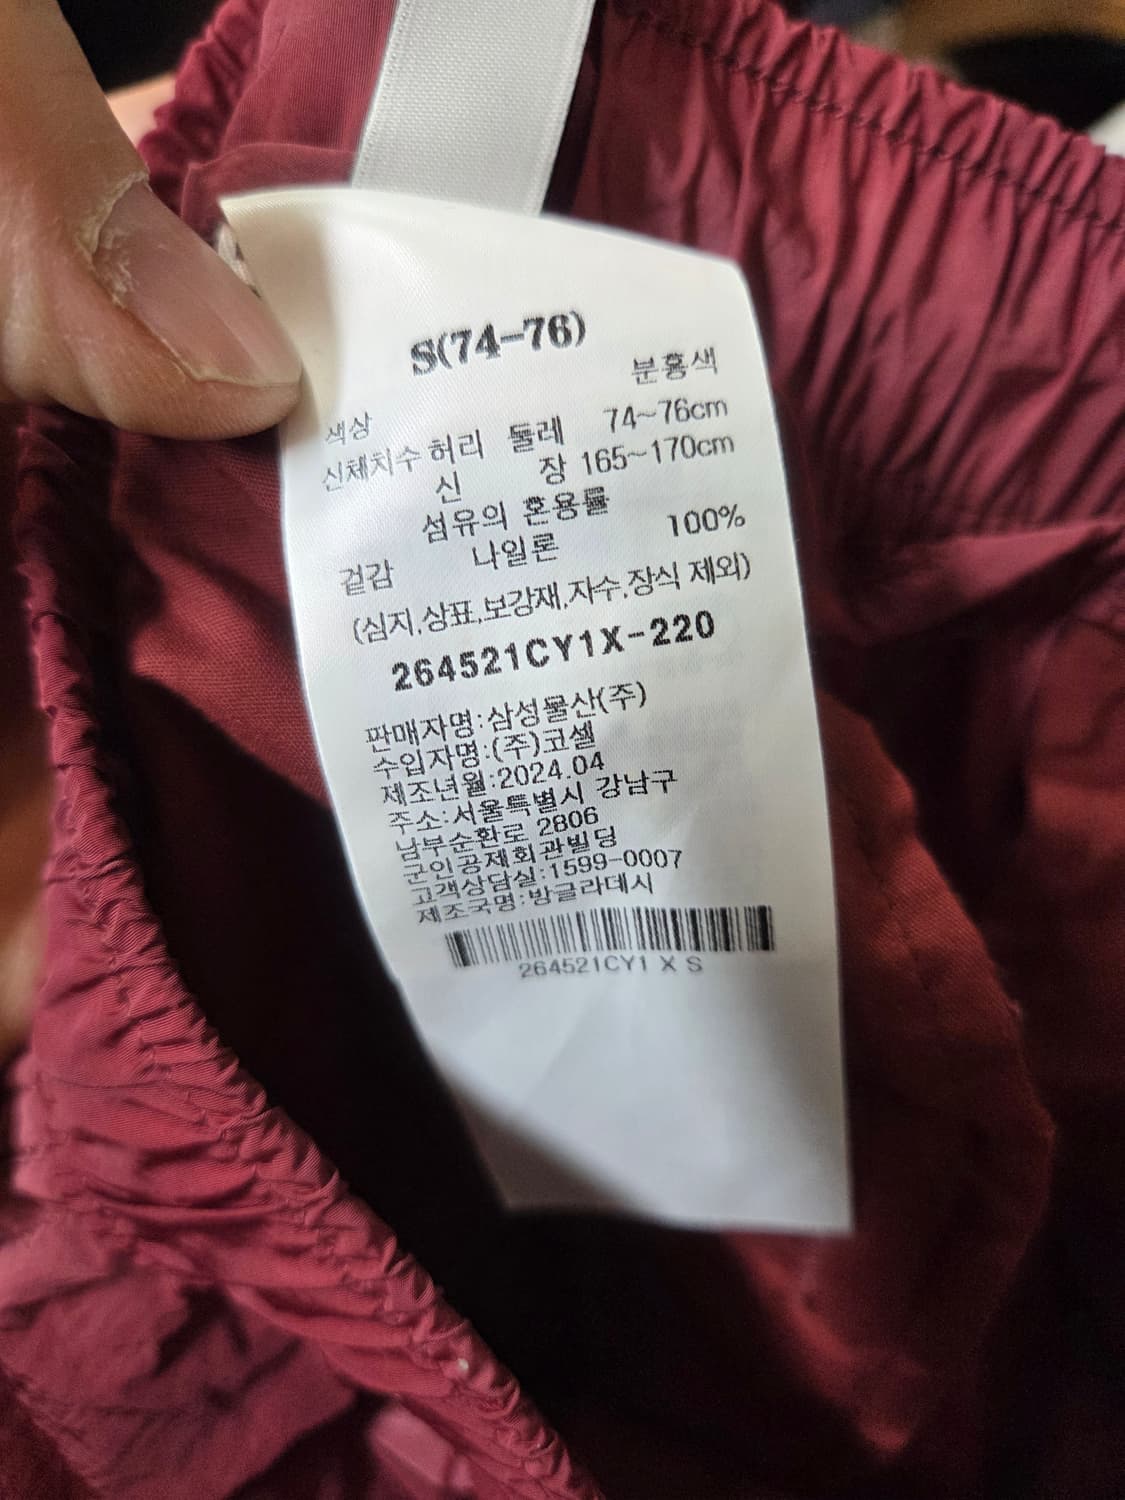 S(74-76)
색상 분홍색
신체치수 허리 둘레 74~76cm
신 장 165~170cm
섬유의 혼용률
겉감 나일론 100%
(심지,상표,보강재,자수,장식 제외)
264521CY1X-220
판매자명:삼성물산(주)
수입자명:(주)코셀
제조년월:2024.04
주소:서울특별시 강남구
남부순환로 2806
군인공제회관빌딩
고객상담실:1599-0007
제조국명:방글라데시
264521CY1 X S